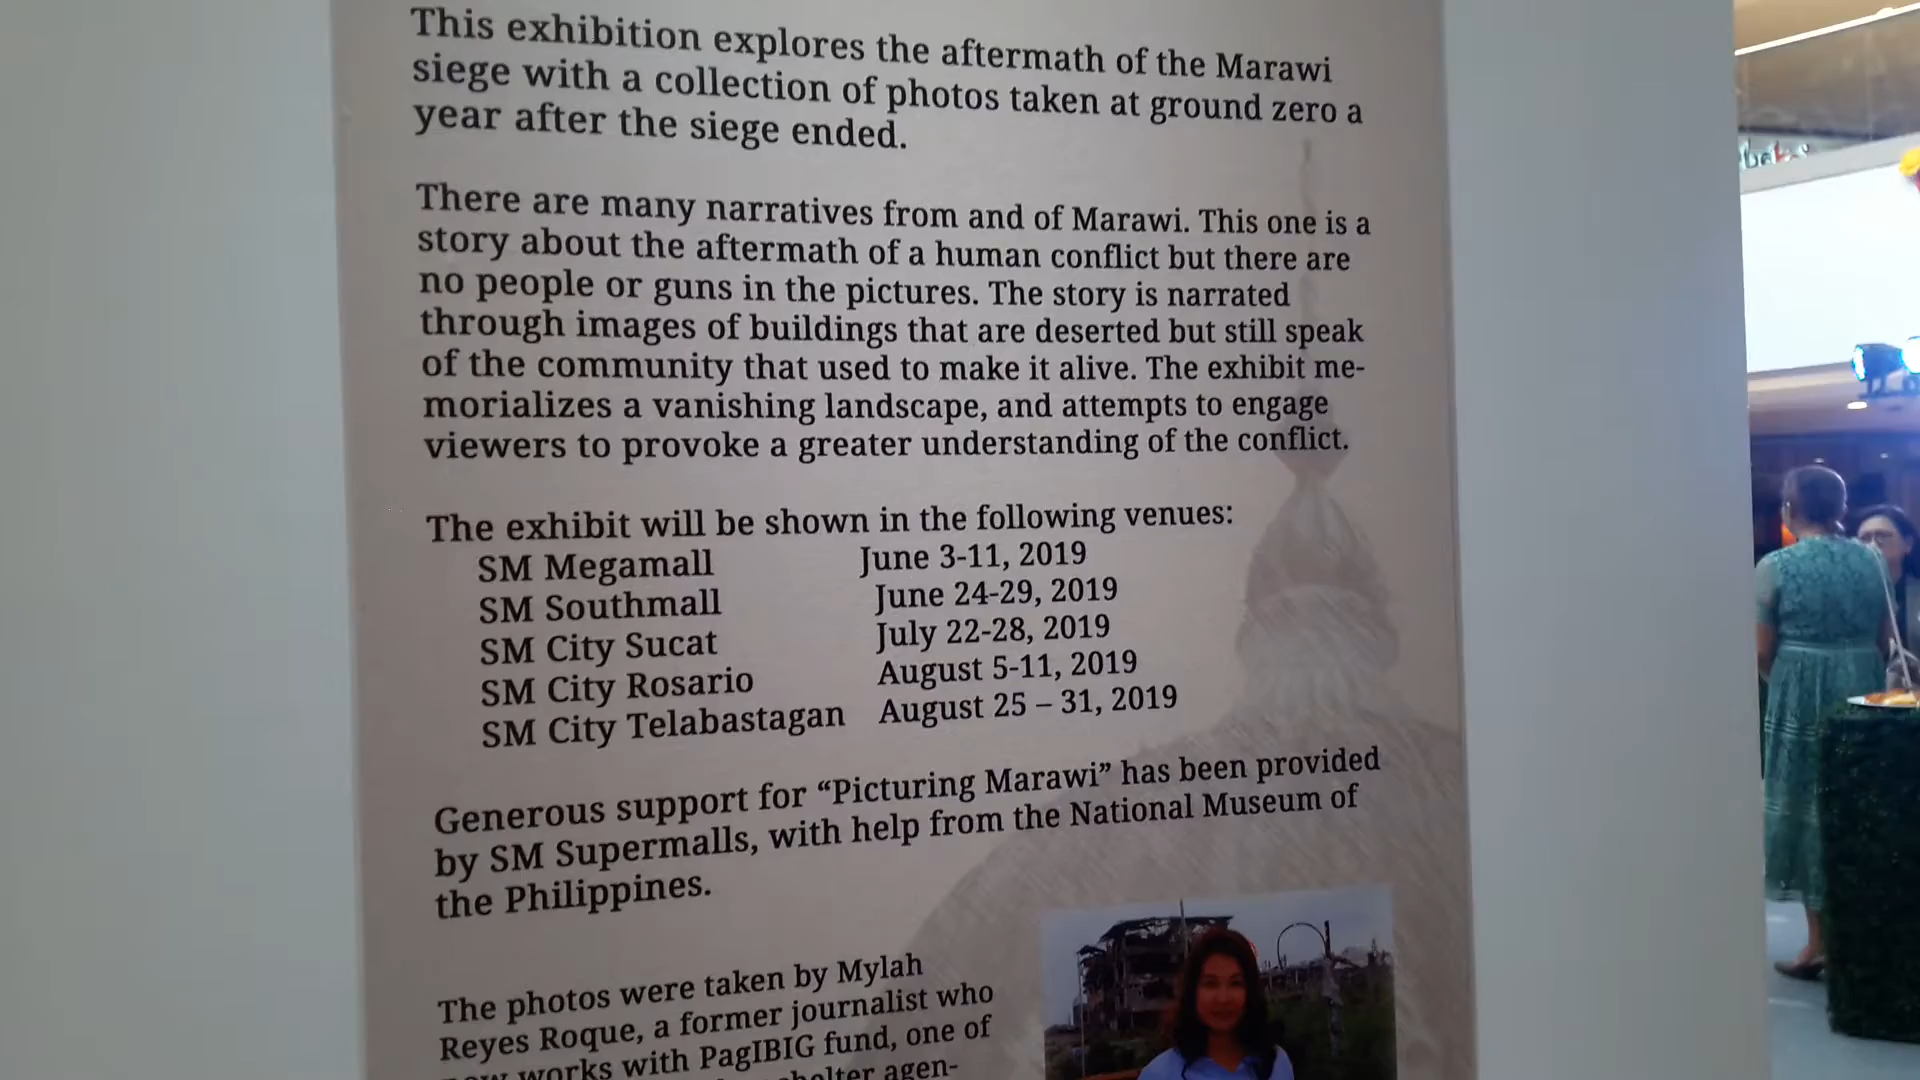 This exhibition explores the aftermath of the Marawi
siege with a collection of photos taken at ground zero a
year after the siege ended.
There are many narratives from and of Marawi. This one is a
story about the aftermath of a human conflict but there are
no people or guns in the pictures. The story is narrated
through images of buildings that are deserted but still speak
of the community that used to make it alive. The exhibit me-
morializes a vanishing landscape, and attempts to engage
viewers to provoke a greater understanding of the conflict.
The exhibit will be shown in the following venues:
SM Megamall June 3-11, 2019
SM Southmall June 24-29, 2019
SM City Sucat July 22-28, 2019
SM City Rosario August 5-11, 2019
SM City Telabastagan August 25 – 31, 2019
Generous support for “Picturing Marawi” has been provided
by SM Supermalls, with help from the National Museum of
the Philippines.
The photos were taken by Mylah
Reyes Roque, a former journalist who
works with PagIBIG fund, one of
agen-